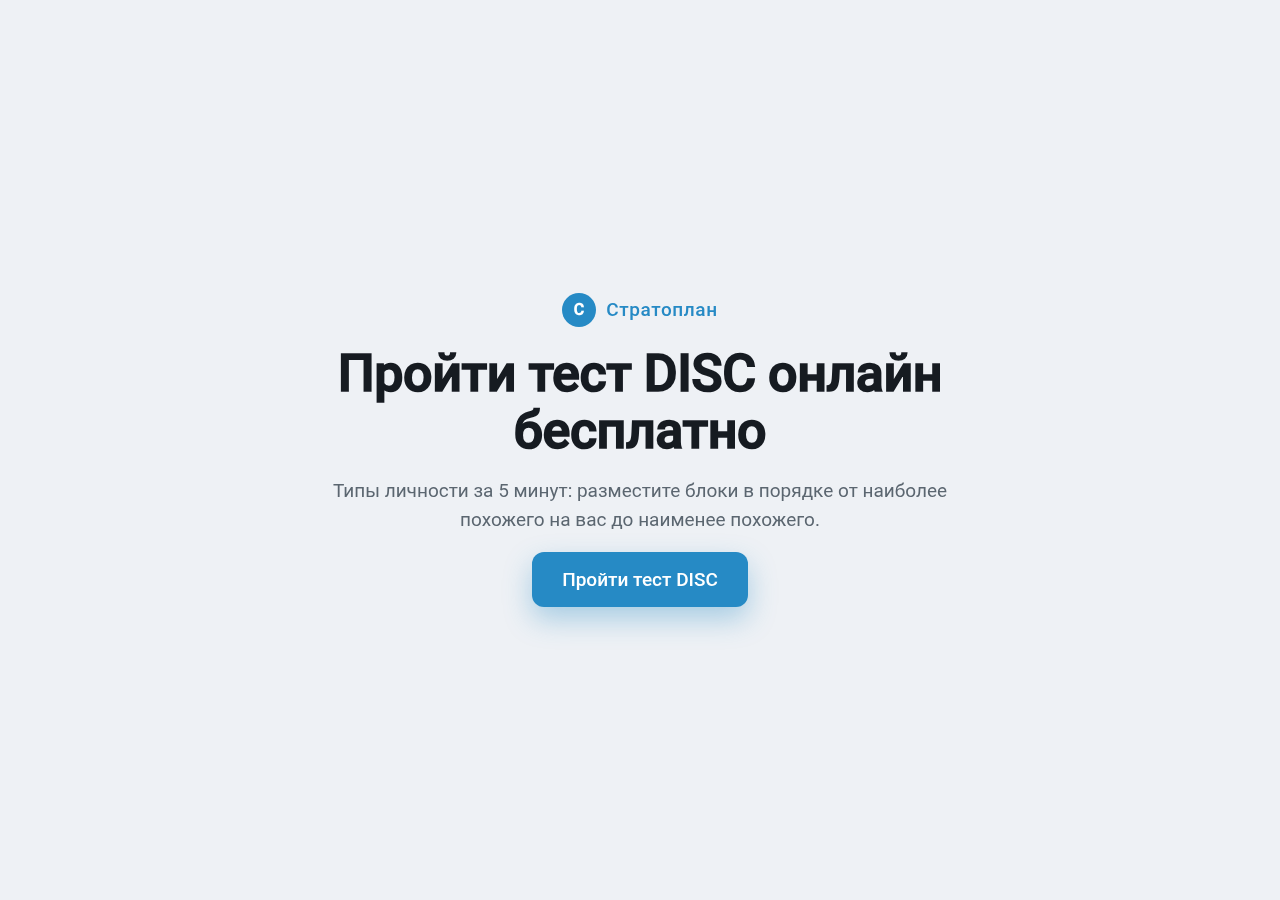 С Стратоплан
Пройти тест DISC онлайн
бесплатно
Типы личности за 5 минут: разместите блоки в порядке от наиболее
похожего на вас до наименее похожего.
Пройти тест DISC